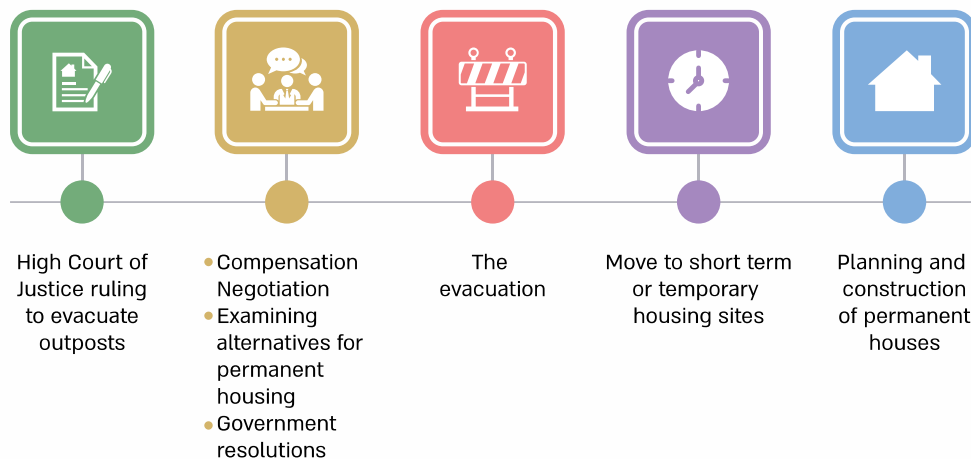 High Court of
Justice ruling
to evacuate
outposts
Compensation
Negotiation
Examining
alternatives for
permanent
housing
Government
resolutions
The
evacuation
Move to short term
or temporary
housing sites
Planning and
construction
of permanent
houses